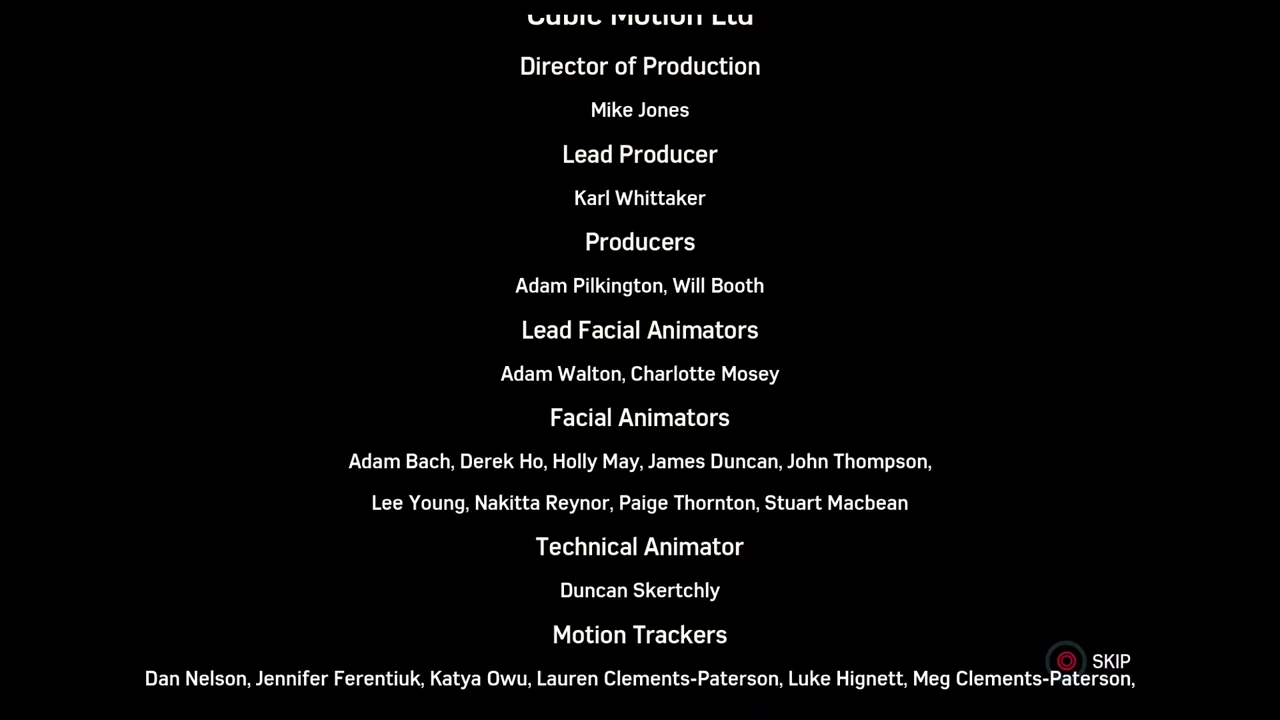 Cubic Motion Ltd
Director of Production
Mike Jones
Lead Producer
Karl Whittaker
Producers
Adam Pilkington, Will Booth
Lead Facial Animators
Adam Walton, Charlotte Mosey
Facial Animators
Adam Bach, Derek Ho, Holly May, James Duncan, John Thompson,
Lee Young, Nakitta Reynor, Paige Thornton, Stuart Macbean
Technical Animator
Duncan Skertchly
Motion Trackers
SKIP
Dan Nelson, Jennifer Ferentiuk, Katya Owu, Lauren Clements-Paterson, Luke Hignett, Meg Clements-Paterson,